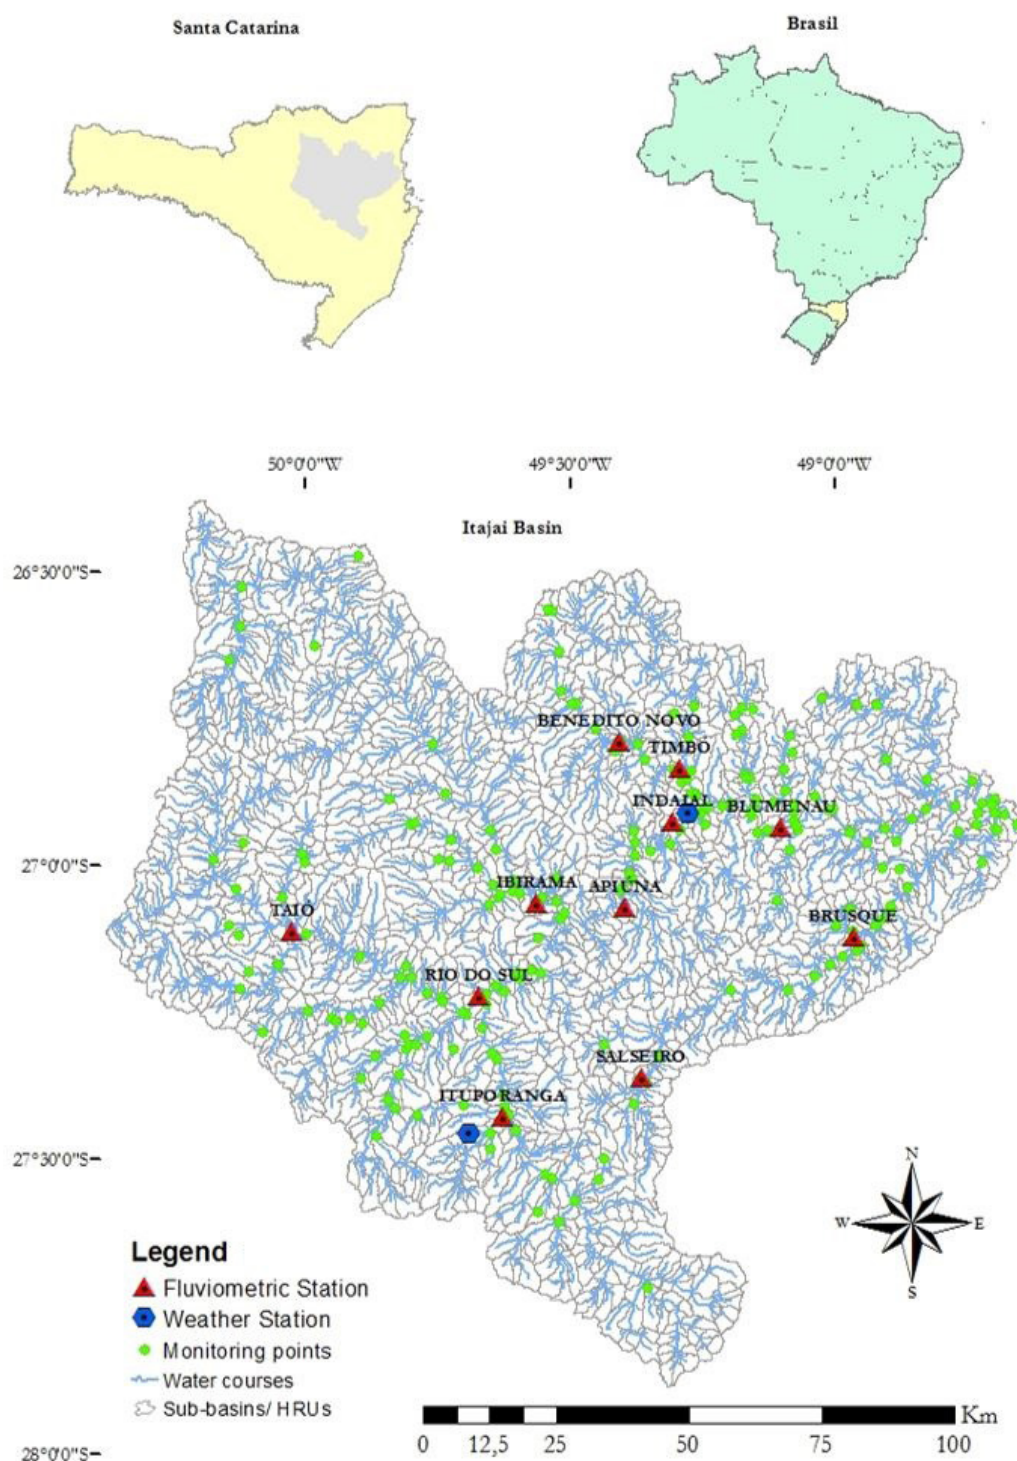 Santa Catarina
Brasil
50°0'0"W
49°30'0"W
49°0'0"W
Itajai Basin
26°30'0"S
BENEDITO NOVO
TIMBÓ
INDAIAL
BLUMENAU
27°0'0"S
IBIRAMA
APIUNA
TAIÓ
BRUSQUE
RIO DO SUL
SALSEIRO
ITUPORANGA
27°30'0"S
N
W
E
S
Legend
Fluviometric Station
Weather Station
Monitoring points
Water courses
Sub-basins/ HRUs
Km
0 12,5 25 50 75 100
28°0'0"S